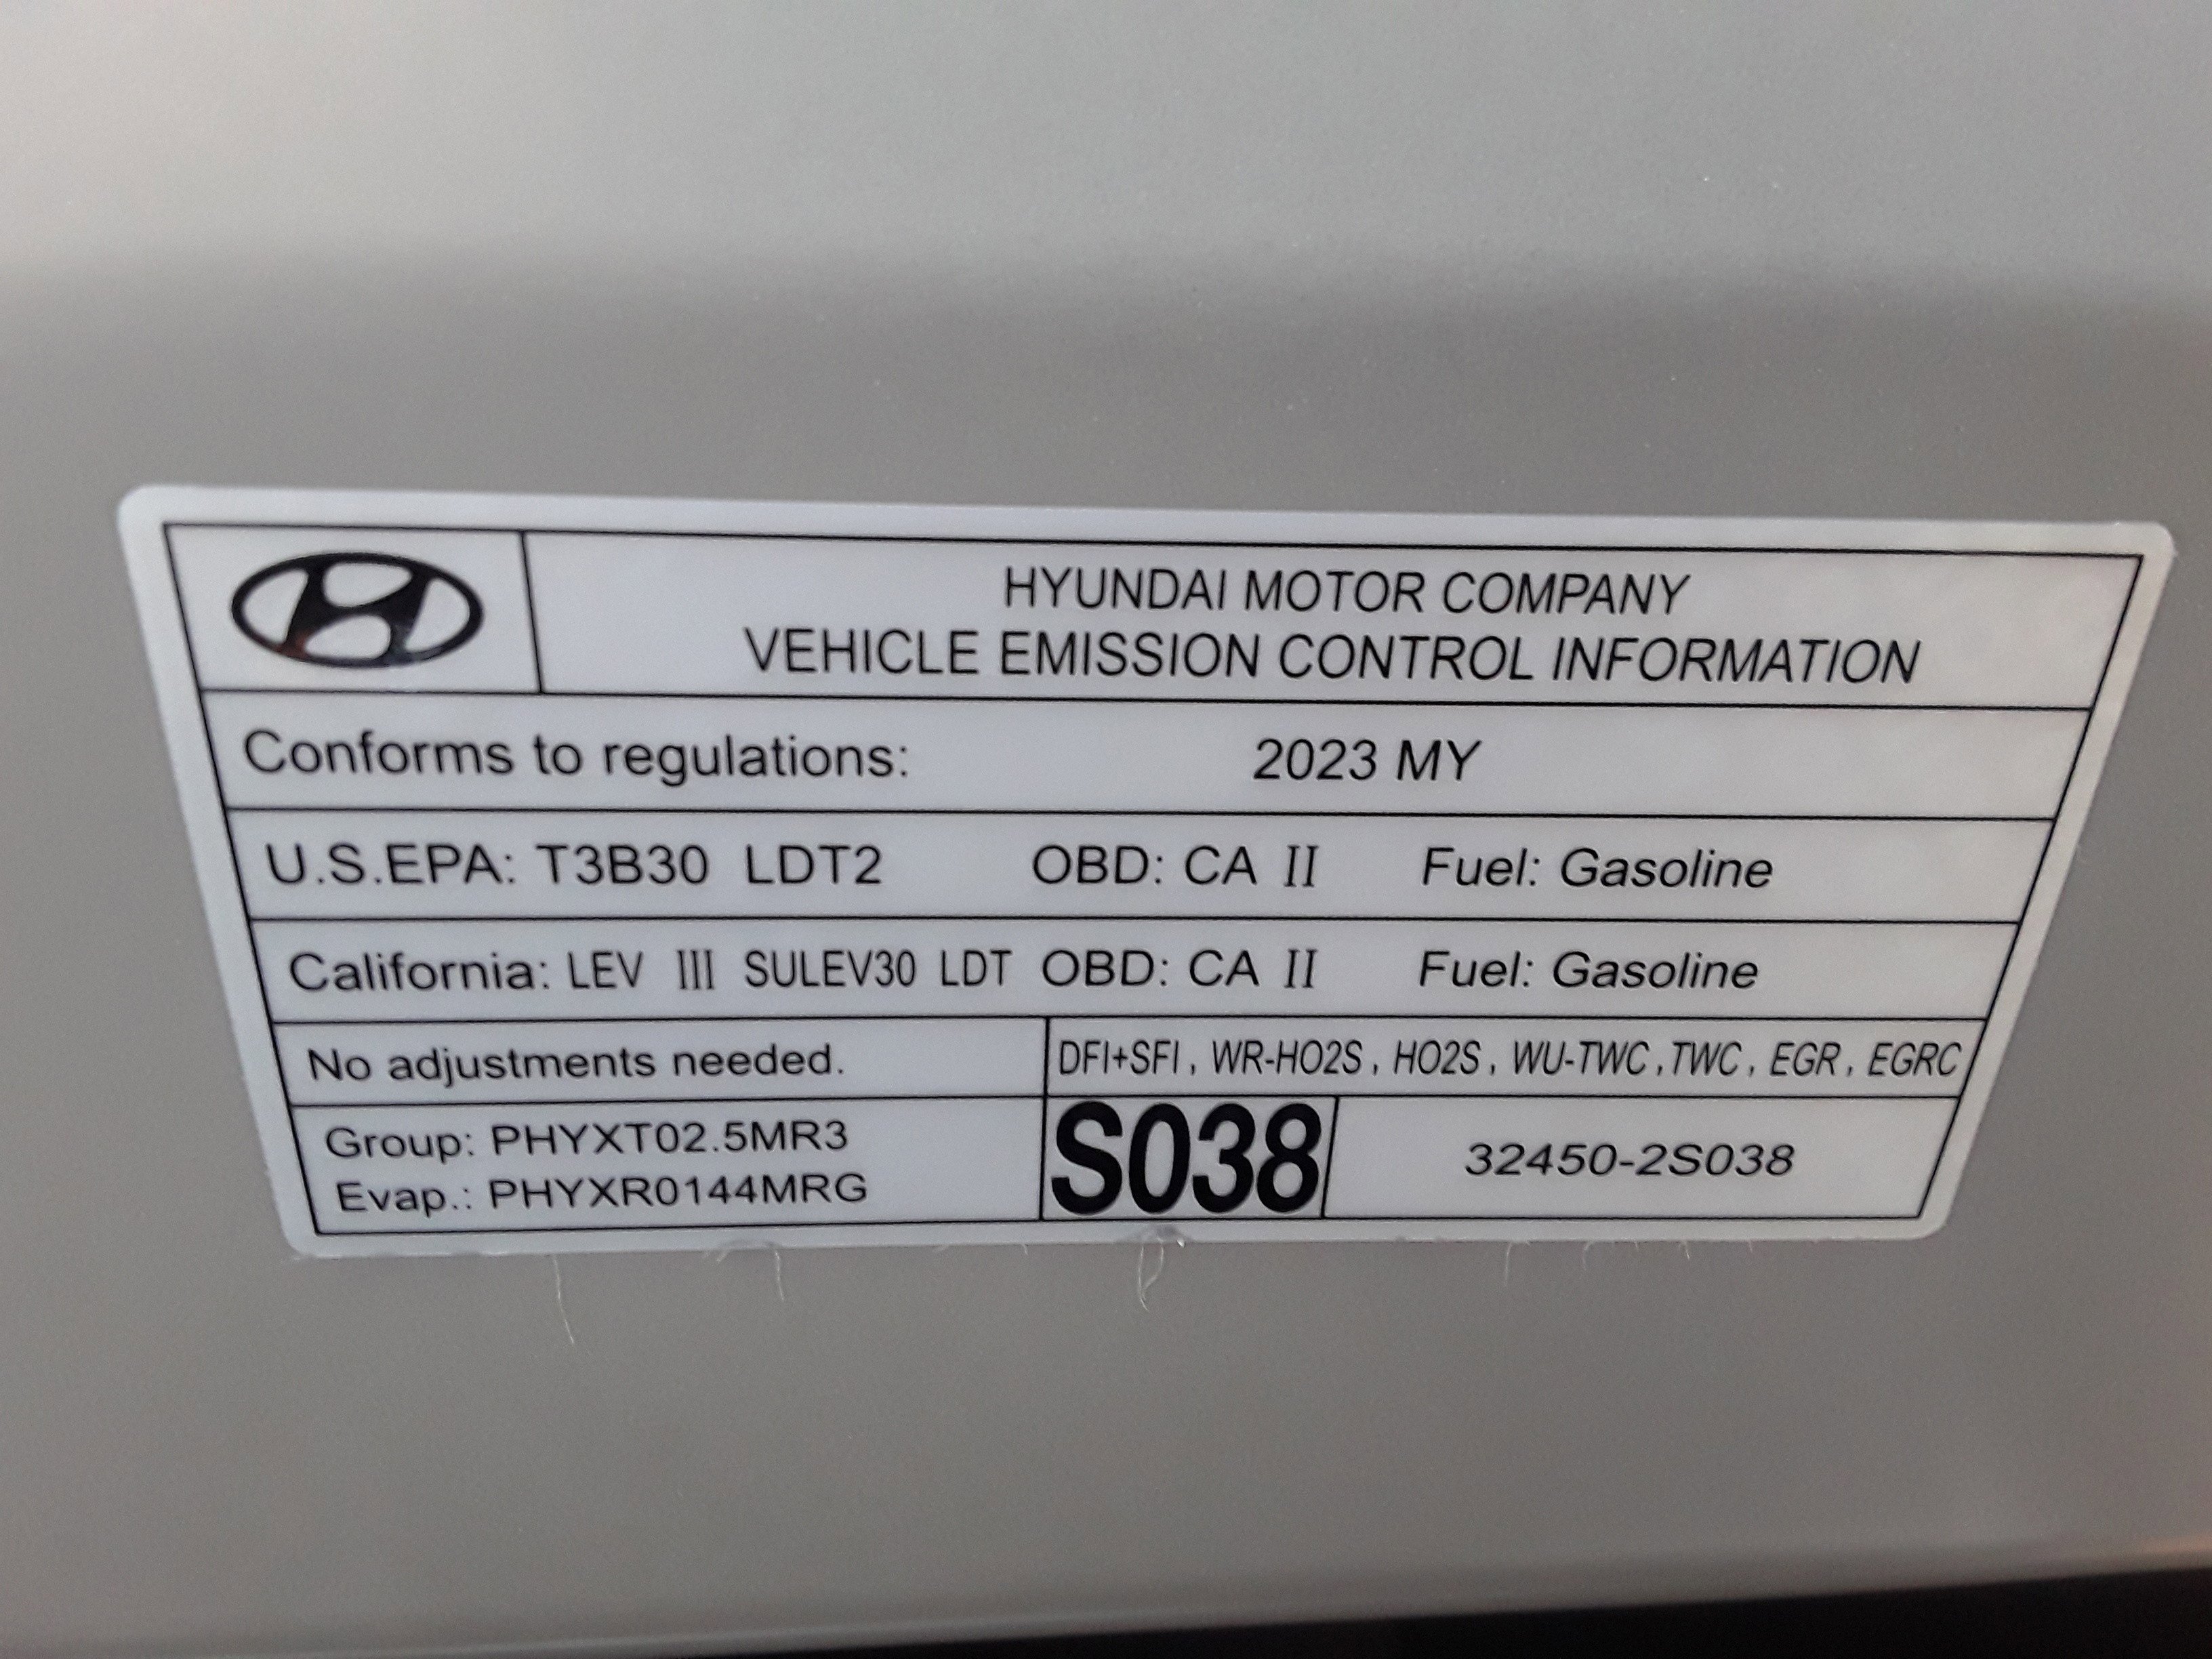 HYUNDAI MOTOR COMPANY
VEHICLE EMISSION CONTROL INFORMATION
Conforms to regulations: 2023 MY
U.S.EPA: T3B30 LDT2 OBD: CA II Fuel: Gasoline
California: LEV III SULEV30 LDT OBD: CA II Fuel: Gasoline
No adjustments needed. DFI+SFI, WR-HO2S, HO2S, WU-TWC, TWC, EGR, EGRC
Group: PHYXT02.5MR3
Evap.: PHYXR0144MRG
S038 32450-2S038